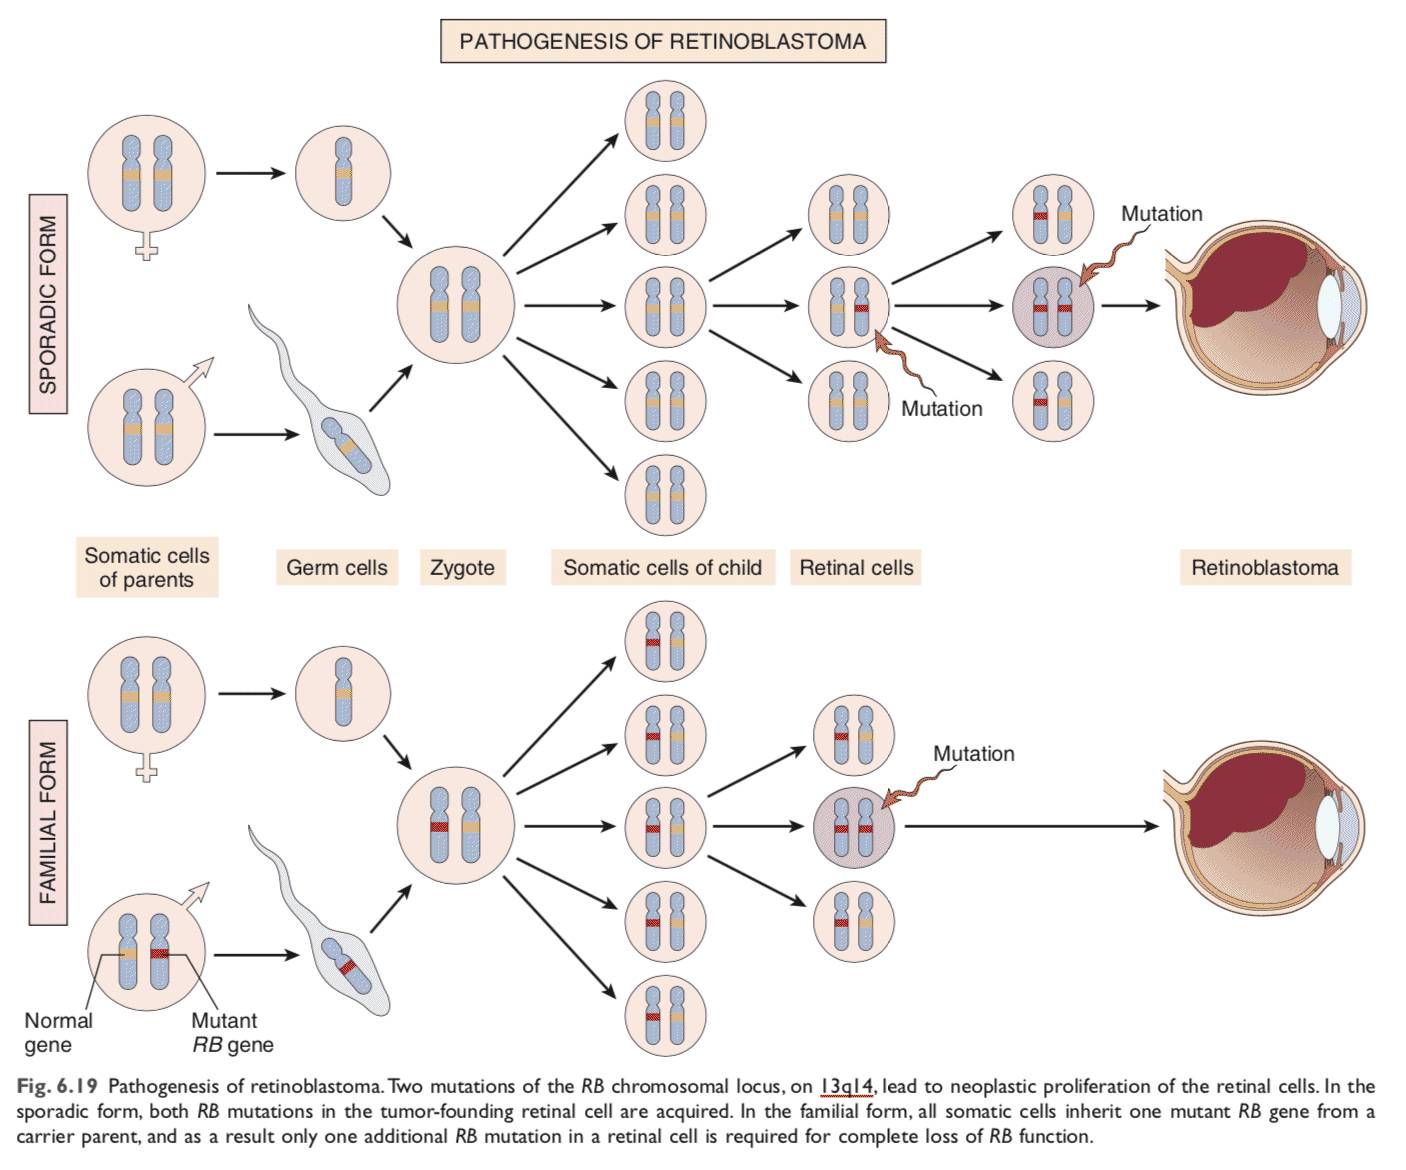 PATHOGENESIS OF RETINOBLASTOMA
SPORADIC FORM
Mutation
Mutation
Somatic cells
of parents
Germ cells
Zygote
Somatic cells of child
Retinal cells
Retinoblastoma
FAMILIAL FORM
Mutation
Normal
gene
Mutant
RB gene
Fig. 6.19 Pathogenesis of retinoblastoma. Two mutations of the RB chromosomal locus, on 13q14, lead to neoplastic proliferation of the retinal cells. In the
sporadic form, both RB mutations in the tumor-founding retinal cell are acquired. In the familial form, all somatic cells inherit one mutant RB gene from a
carrier parent, and as a result only one additional RB mutation in a retinal cell is required for complete loss of RB function.